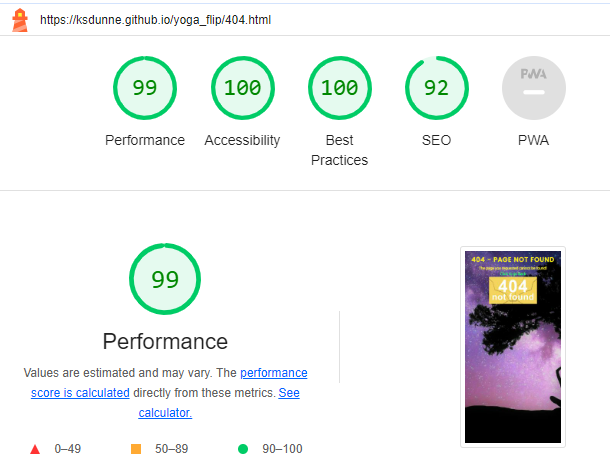 https://ksdunne.github.io/yoga_flip/404.html
99
100
100
92
PWA
Performance
Accessibility
Best
Practices
SEO
PWA
99
Performance
Values are estimated and may vary. The performance
score is calculated directly from these metrics. See
calculator.
0–49
50–89
90–100
404 - PAGE NOT FOUND
404
not found